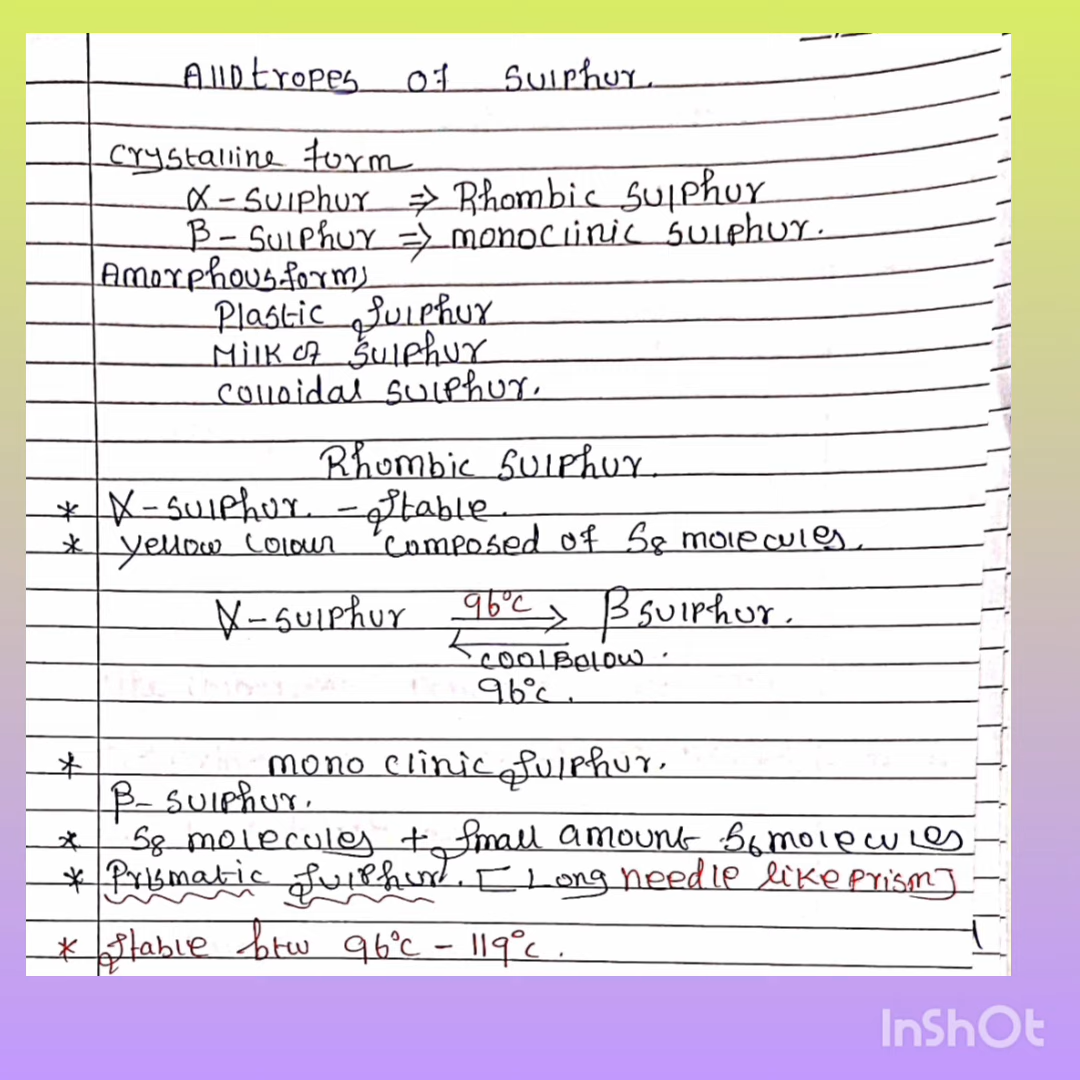 Allotropes of Sulphur.
Crystalline form
α - Sulphur ⇒ Rhombic Sulphur
β - Sulphur ⇒ monoclinic sulphur.
Amorphous forms
Plastic Sulphur
Milk of Sulphur
colloidal sulphur.
Rhombic Sulphur.
* α - sulphur. - Stable.
* yellow colour composed of S8 molecules.
α - sulphur 96°C → β sulphur.
← cool Below.
96°C.
* mono clinic Sulphur.
β - sulphur.
* S8 molecules + Small amount S6 molecules
* Prismatic Sulphur. [Long needle like prism]
* Stable btw 96°C - 119°C.
InShOt